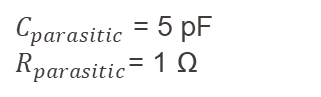 C_parasitic = 5 pF
R_parasitic = 1 Ω